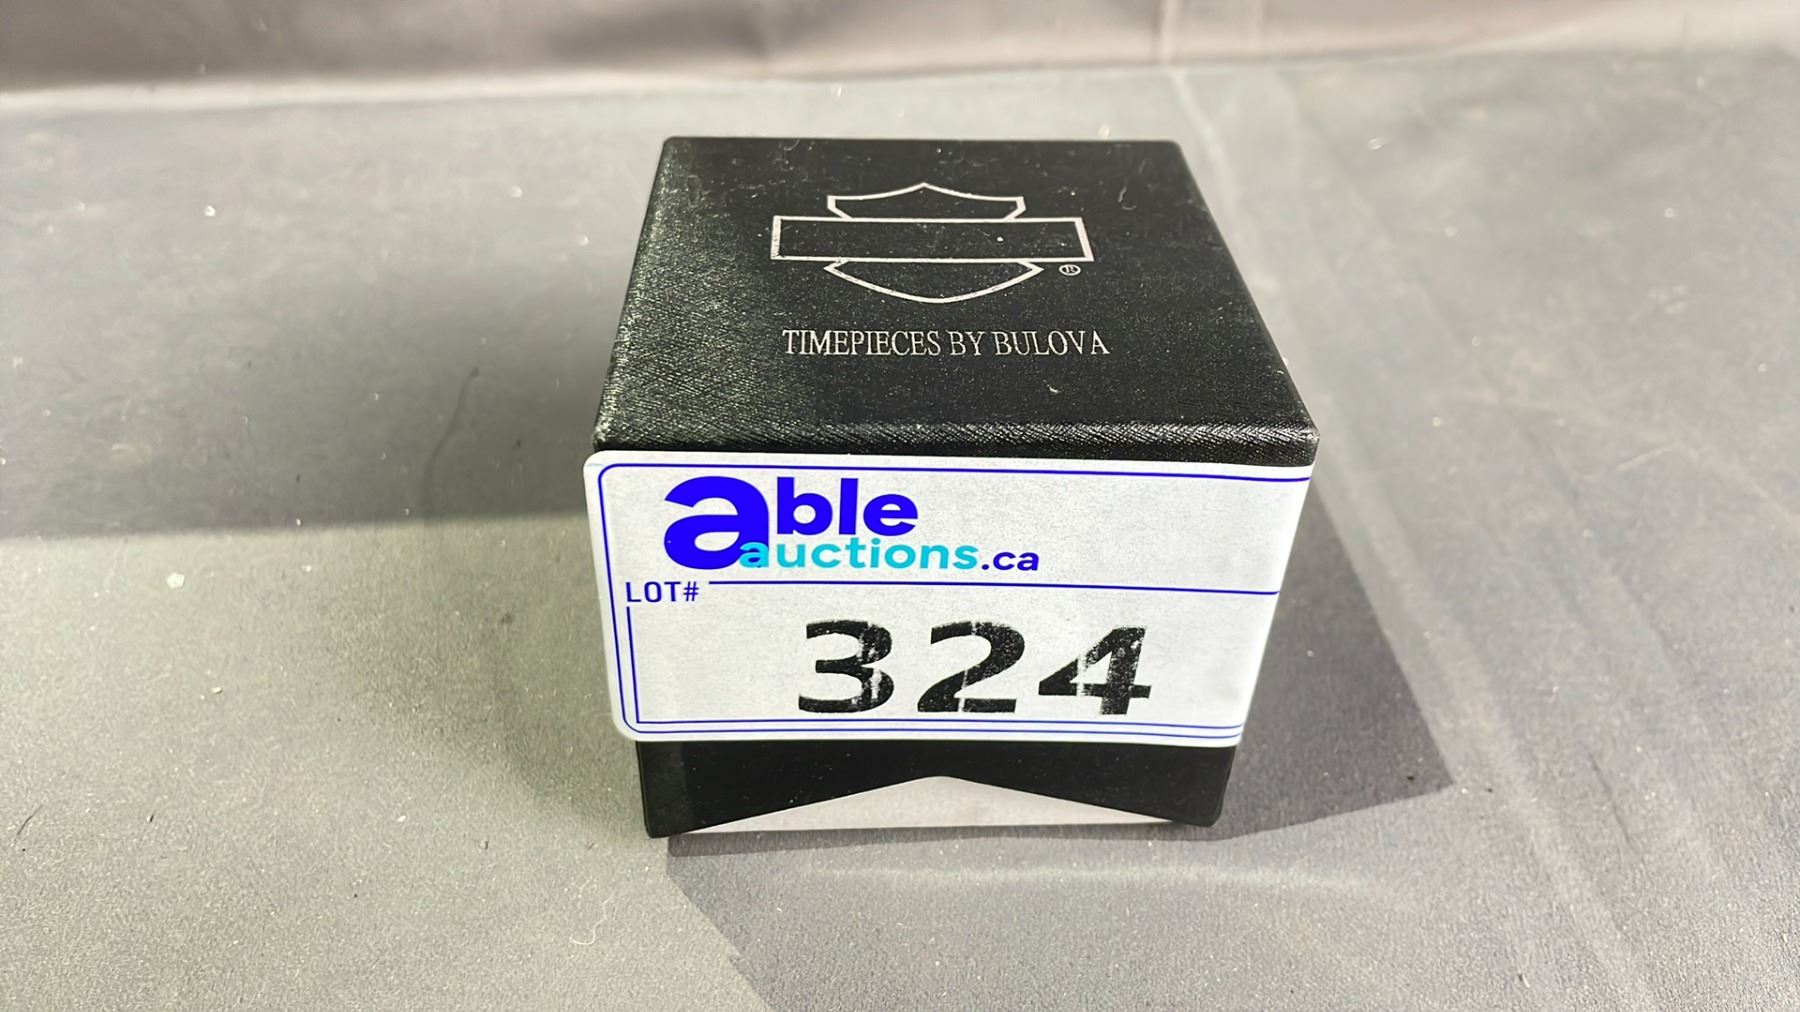 ®
TIMEPIECES BY BULOVA
able
auctions.ca
LOT#
324